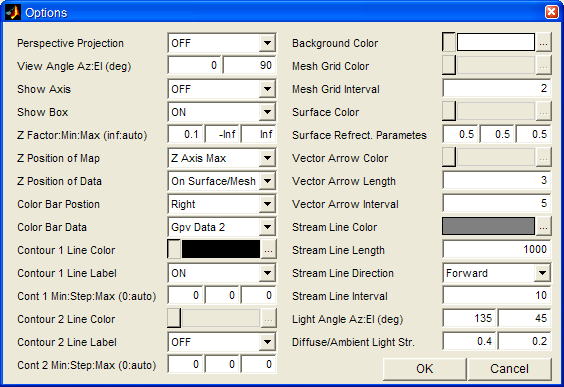 Options
Perspective Projection OFF
View Angle Az:El (deg) 0 90
Show Axis OFF
Show Box ON
Z Factor:Min:Max (inf:auto) 0.1 -Inf Inf
Z Position of Map Z Axis Max
Z Position of Data On Surface/Mesh
Color Bar Postion Right
Color Bar Data Gpv Data 2
Contour 1 Line Color ...
Contour 1 Line Label ON
Cont 1 Min:Step:Max (0:auto) 0 0 0
Contour 2 Line Color ...
Contour 2 Line Label OFF
Cont 2 Min:Step:Max (0:auto) 0 0 0
Background Color ...
Mesh Grid Color ...
Mesh Grid Interval 2
Surface Color ...
Surface Refrect. Parametes 0.5 0.5 0.5
Vector Arrow Color ...
Vector Arrow Length 3
Vector Arrow Interval 5
Stream Line Color ...
Stream Line Length 1000
Stream Line Direction Forward
Stream Line Interval 10
Light Angle Az:El (deg) 135 45
Diffuse/Ambient Light Str. 0.4 0.2
OK Cancel